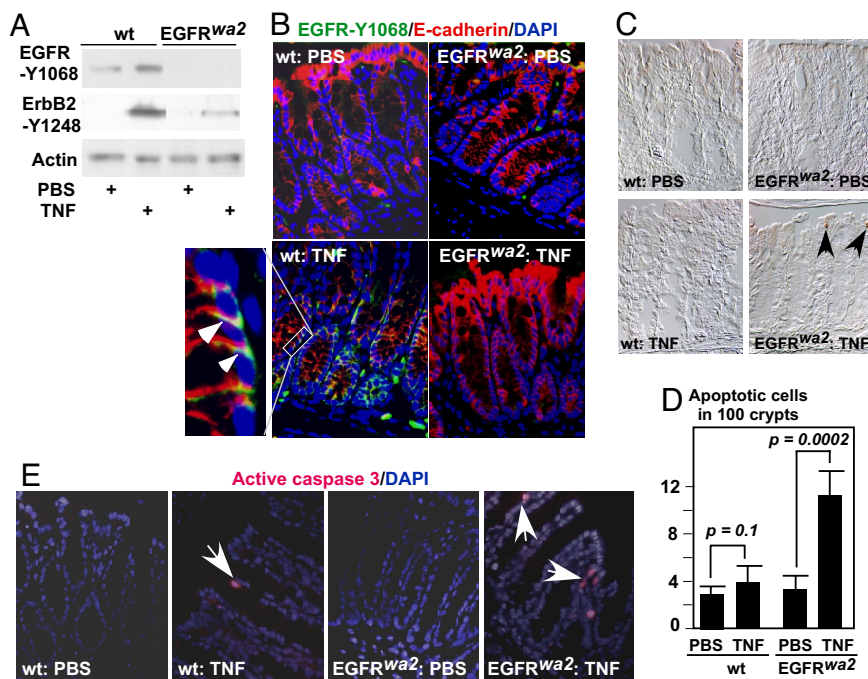 A
wt EGFRwa2
EGFR
-Y1068
ErbB2
-Y1248
Actin
PBS + +
TNF + +
B
EGFR-Y1068/E-cadherin/DAPI
wt: PBS
EGFRwa2: PBS
wt: TNF
EGFRwa2: TNF
C
wt: PBS
EGFRwa2: PBS
wt: TNF
EGFRwa2: TNF
D
Apoptotic cells
in 100 crypts
p = 0.0002
p = 0.1
12
8
4
0
PBS TNF PBS TNF
wt EGFRwa2
E
Active caspase 3/DAPI
wt: PBS
wt: TNF
EGFRwa2: PBS
EGFRwa2: TNF